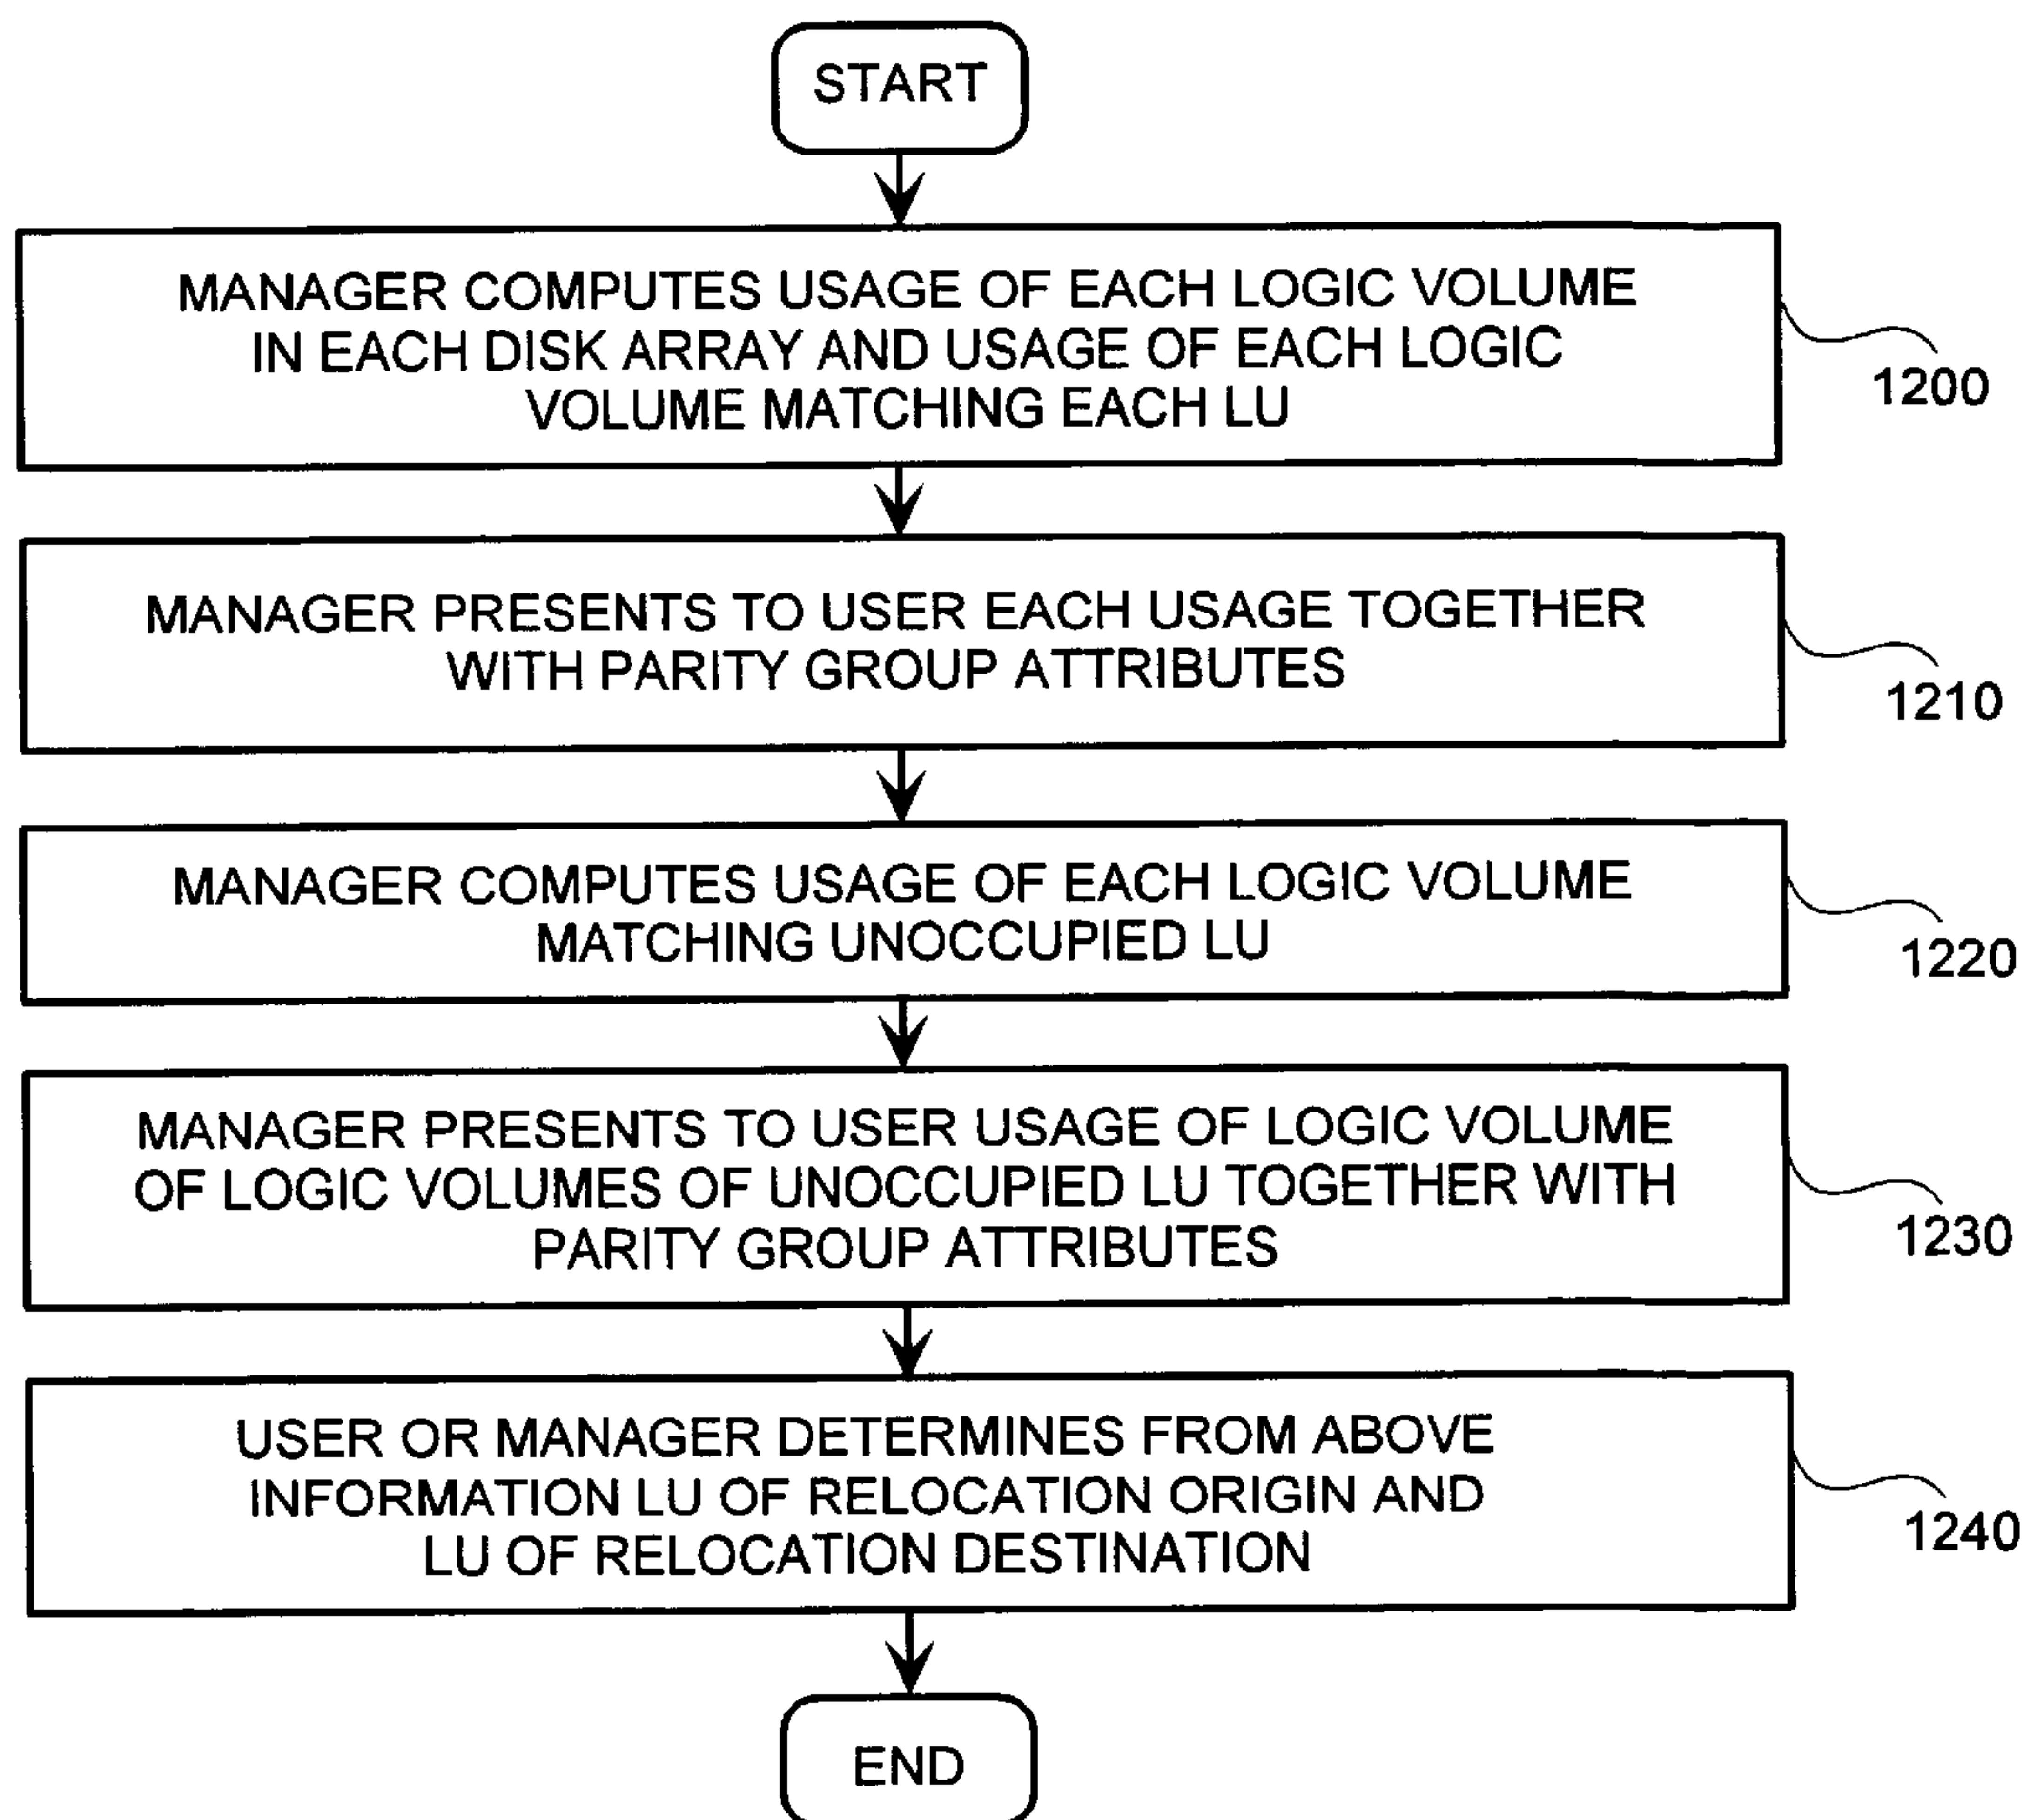 START
MANAGER COMPUTES USAGE OF EACH LOGIC VOLUME
IN EACH DISK ARRAY AND USAGE OF EACH LOGIC
VOLUME MATCHING EACH LU
1200
MANAGER PRESENTS TO USER EACH USAGE TOGETHER
WITH PARITY GROUP ATTRIBUTES
1210
MANAGER COMPUTES USAGE OF EACH LOGIC VOLUME
MATCHING UNOCCUPIED LU
1220
MANAGER PRESENTS TO USER USAGE OF LOGIC VOLUME
OF LOGIC VOLUMES OF UNOCCUPIED LU TOGETHER WITH
PARITY GROUP ATTRIBUTES
1230
USER OR MANAGER DETERMINES FROM ABOVE
INFORMATION LU OF RELOCATION ORIGIN AND
LU OF RELOCATION DESTINATION
1240
END